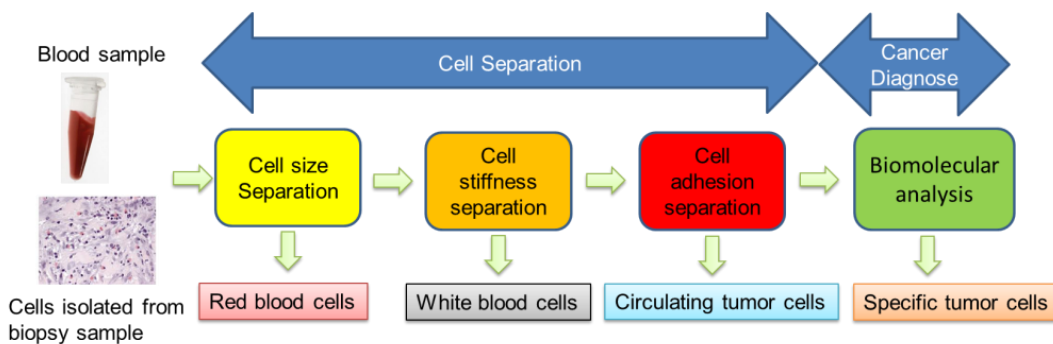 Blood sample
Cell Separation
Cancer
Diagnose
Cell size
Separation
Cell
stiffness
separation
Cell
adhesion
separation
Biomolecular
analysis
Red blood cells
White blood cells
Circulating tumor cells
Specific tumor cells
Cells isolated from
biopsy sample